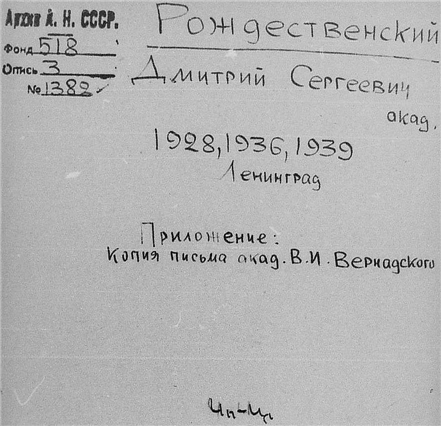 Архив А. Н. СССР.
Фонд 518
Опись 3
№ 1382
Рождественский
Дмитрий Сергеевич
акад.
1928, 1936, 1939
Ленинград
Приложение:
Копия письма акад. В.И. Вернадского